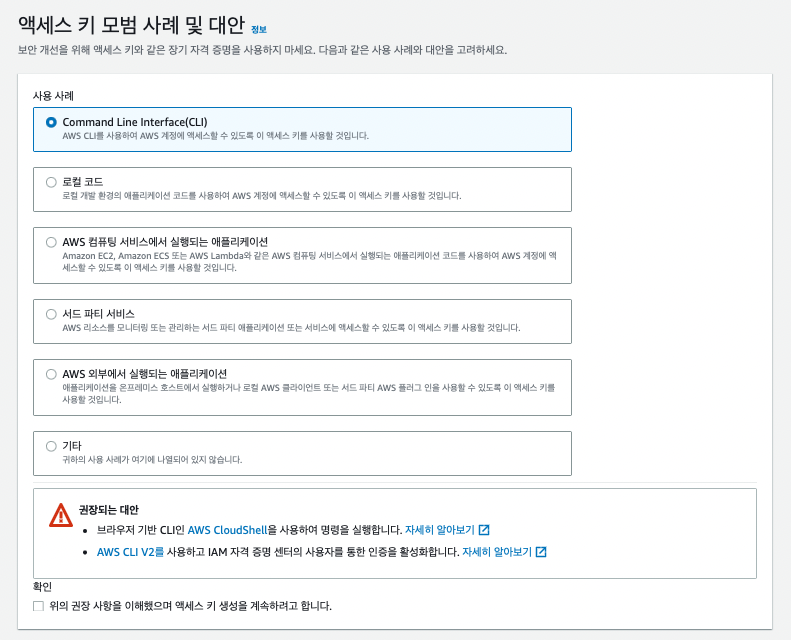 액세스 키 모범 사례 및 대안 정보
보안 개선을 위해 액세스 키와 같은 장기 자격 증명을 사용하지 마세요. 다음과 같은 사용 사례와 대안을 고려하세요.
사용 사례
Command Line Interface(CLI)
AWS CLI를 사용하여 AWS 계정에 액세스할 수 있도록 이 액세스 키를 사용할 것입니다.
로컬 코드
로컬 개발 환경의 애플리케이션 코드를 사용하여 AWS 계정에 액세스할 수 있도록 이 액세스 키를 사용할 것입니다.
AWS 컴퓨팅 서비스에서 실행되는 애플리케이션
Amazon EC2, Amazon ECS 또는 AWS Lambda와 같은 AWS 컴퓨팅 서비스에서 실행되는 애플리케이션 코드를 사용하여 AWS 계정에 액
세스할 수 있도록 이 액세스 키를 사용할 것입니다.
서드 파티 서비스
AWS 리소스를 모니터링 또는 관리하는 서드 파티 애플리케이션 또는 서비스에 액세스할 수 있도록 이 액세스 키를 사용할 것입니다.
AWS 외부에서 실행되는 애플리케이션
애플리케이션을 온프레미스 호스트에서 실행하거나 로컬 AWS 클라이언트 또는 서드 파티 AWS 플러그 인을 사용할 수 있도록 이 액세스 키를
사용할 것입니다.
기타
귀하의 사용 사례가 여기에 나열되어 있지 않습니다.
권장되는 대안
브라우저 기반 CLI인 AWS CloudShell을 사용하여 명령을 실행합니다. 자세히 알아보기
AWS CLI V2를 사용하고 IAM 자격 증명 센터의 사용자를 통한 인증을 활성화합니다. 자세히 알아보기
확인
위의 권장 사항을 이해했으며 액세스 키 생성을 계속하려고 합니다.